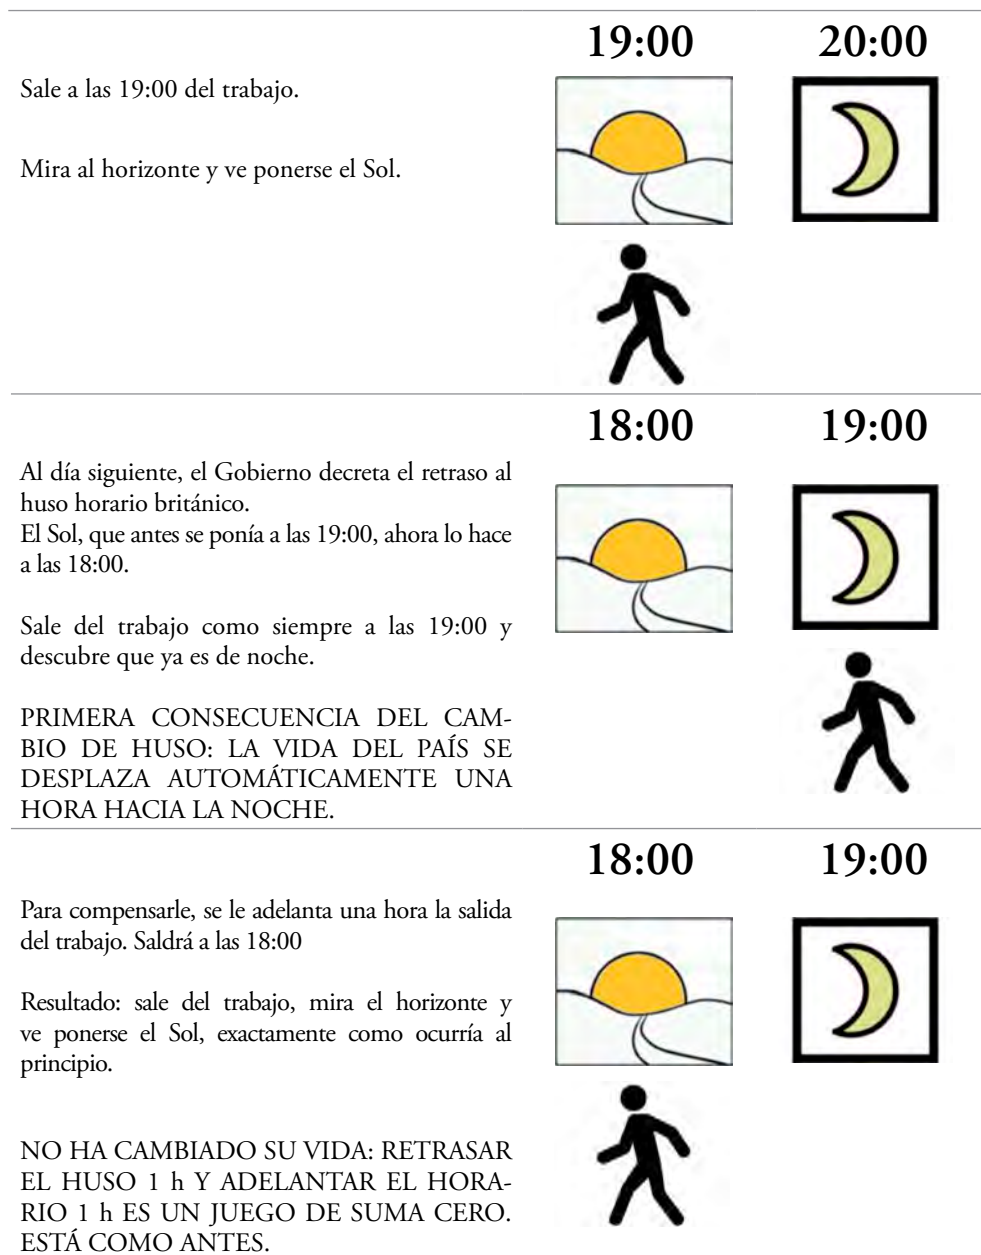 19:00 20:00
Sale a las 19:00 del trabajo.
Mira al horizonte y ve ponerse el Sol.
18:00 19:00
Al día siguiente, el Gobierno decreta el retraso al
huso horario británico.
El Sol, que antes se ponía a las 19:00, ahora lo hace
a las 18:00.
Sale del trabajo como siempre a las 19:00 y
descubre que ya es de noche.
PRIMERA CONSECUENCIA DEL CAM-
BIO DE HUSO: LA VIDA DEL PAÍS SE
DESPLAZA AUTOMÁTICAMENTE UNA
HORA HACIA LA NOCHE.
18:00 19:00
Para compensarle, se le adelanta una hora la salida
del trabajo. Saldrá a las 18:00
Resultado: sale del trabajo, mira el horizonte y
ve ponerse el Sol, exactamente como ocurría al
principio.
NO HA CAMBIADO SU VIDA: RETRASAR
EL HUSO 1 h Y ADELANTAR EL HORA-
RIO 1 h ES UN JUEGO DE SUMA CERO.
ESTÁ COMO ANTES.